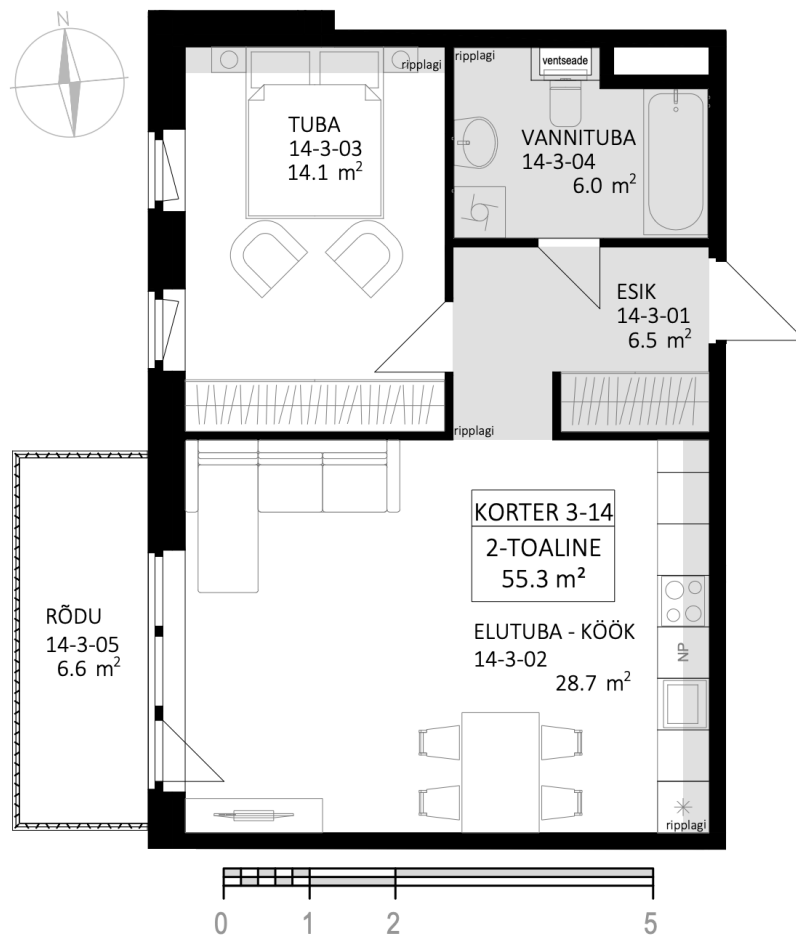 N
ripplagi
ripplagi
ventseade
TUBA
14-3-03
14.1 m²
VANNITUBA
14-3-04
6.0 m²
ESIK
14-3-01
6.5 m²
ripplagi
KORTER 3-14
2-TOALINE
55.3 m²
RÕDU
14-3-05
6.6 m²
ELUTUBA - KÖÖK
14-3-02
28.7 m²
NP
ripplagi
0 1 2 5